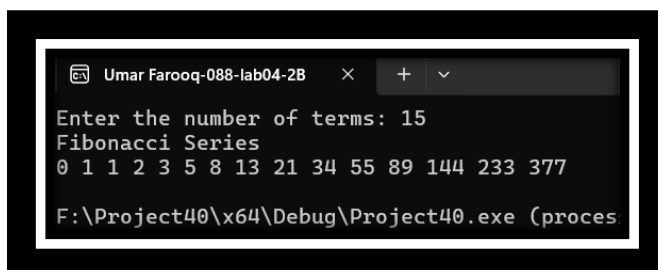 Umar Farooq-088-lab04-2B
Enter the number of terms: 15
Fibonacci Series
0 1 1 2 3 5 8 13 21 34 55 89 144 233 377
F:\Project40\x64\Debug\Project40.exe (proces